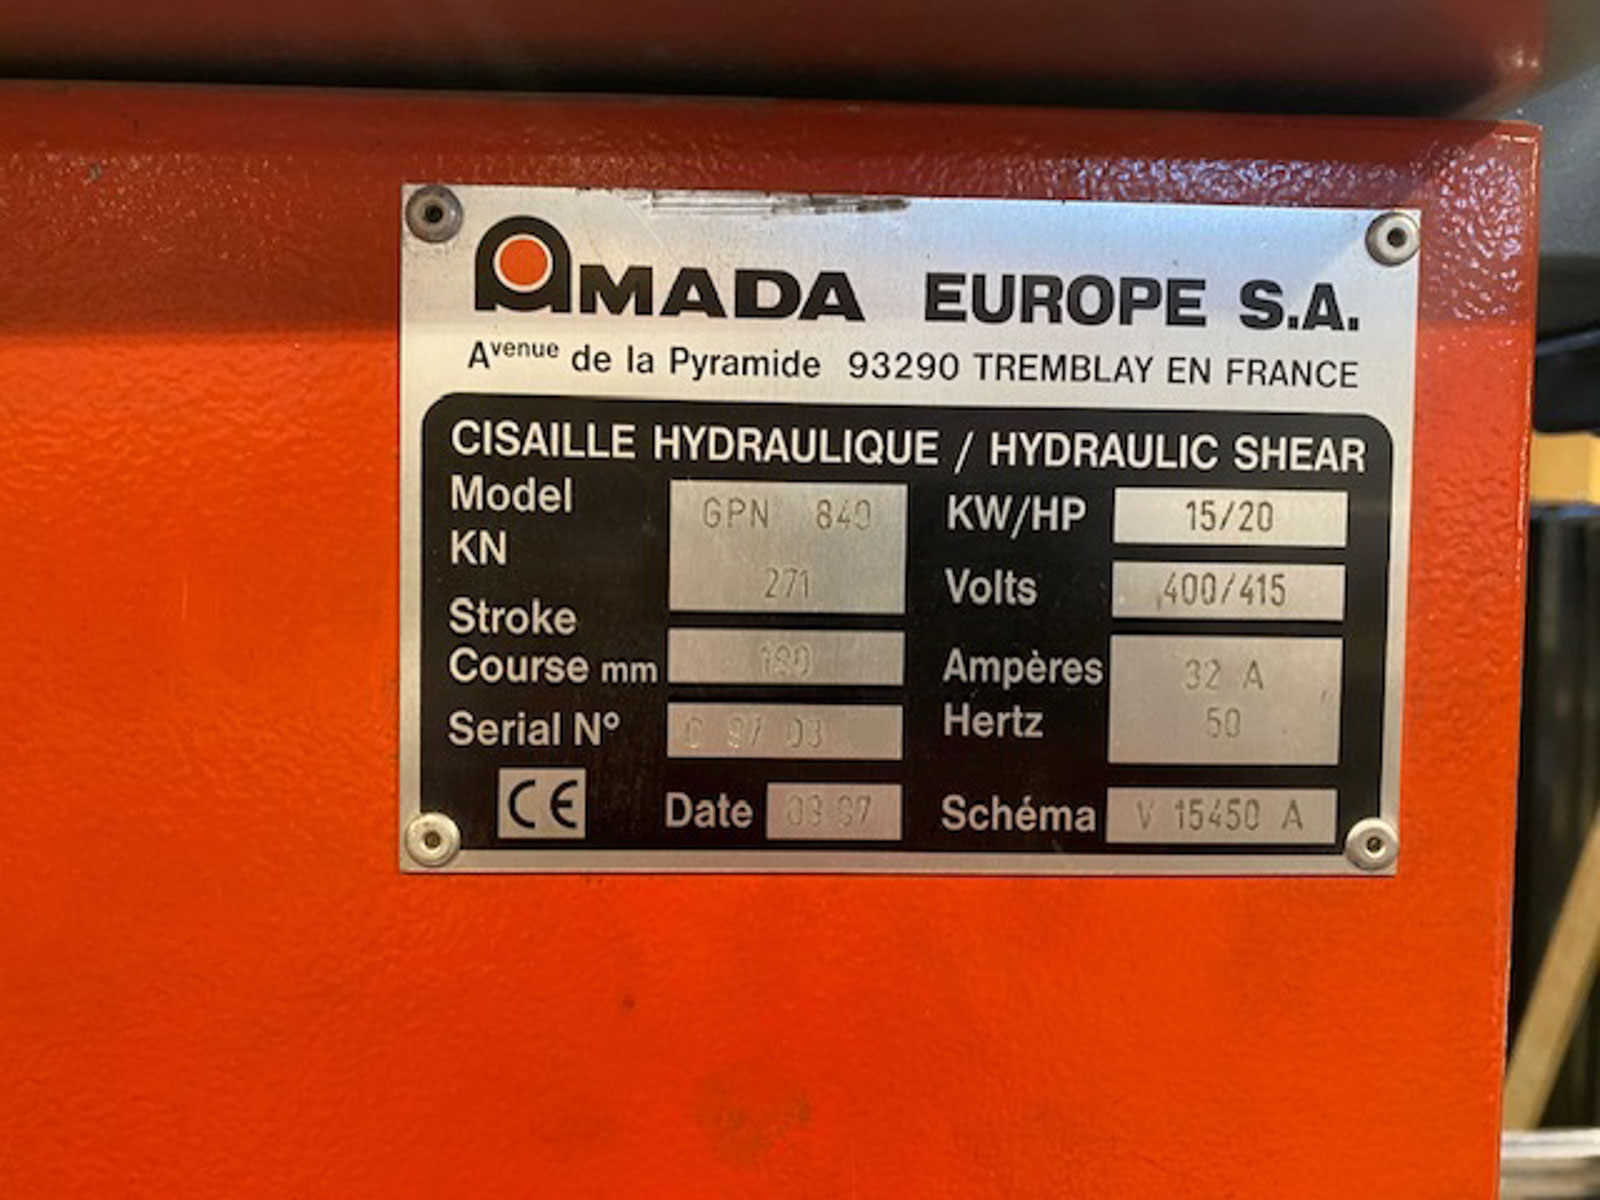 AMADA EUROPE S.A.
Avenue de la Pyramide 93290 TREMBLAY EN FRANCE
CISAILLE HYDRAULIQUE / HYDRAULIC SHEAR
Model GPN 840 KW/HP 15/20
KN 271 Volts 400/415
Stroke
Course mm Ampères 32 A
Hertz 50
Serial N°
CE Date Schéma V 15450 A